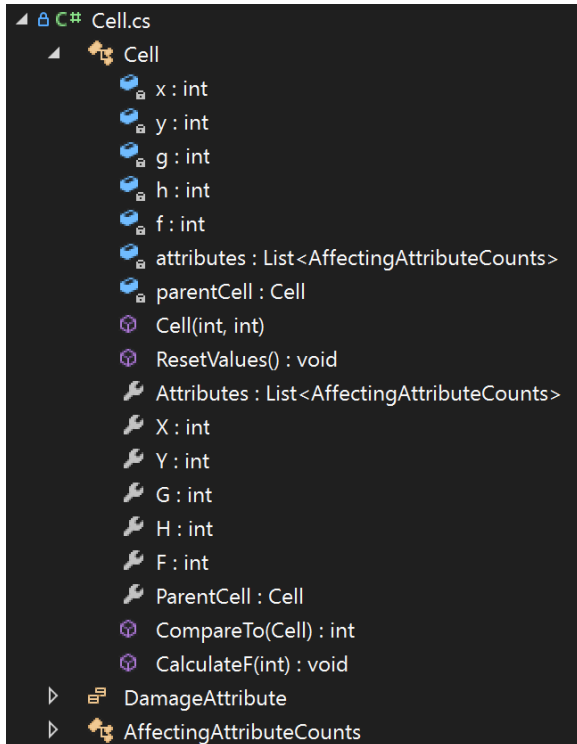 C# Cell.cs
Cell
x : int
y : int
g : int
h : int
f : int
attributes : List<AffectingAttributeCounts>
parentCell : Cell
Cell(int, int)
ResetValues() : void
Attributes : List<AffectingAttributeCounts>
X : int
Y : int
G : int
H : int
F : int
ParentCell : Cell
CompareTo(Cell) : int
CalculateF(int) : void
DamageAttribute
AffectingAttributeCounts